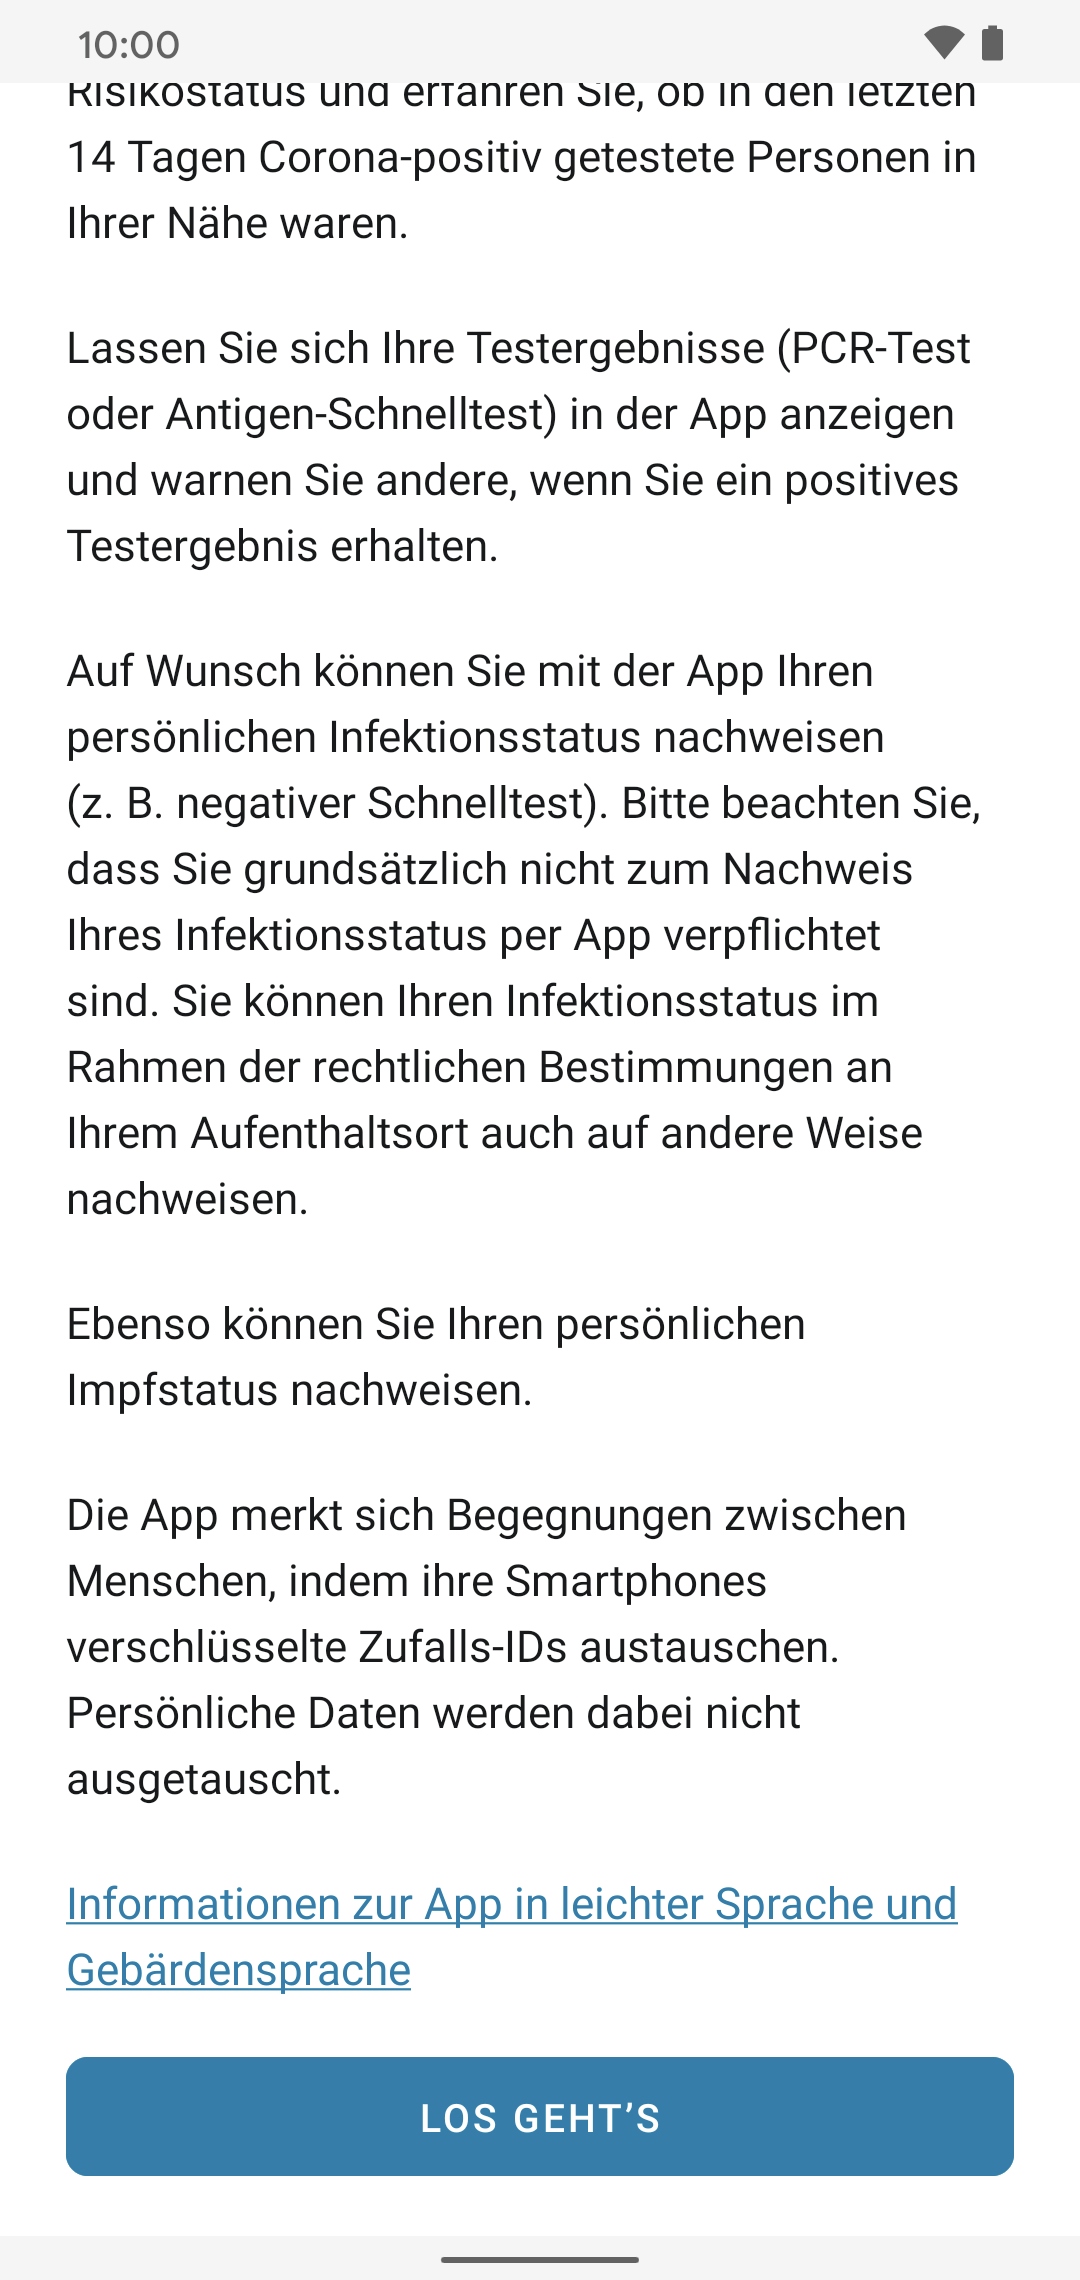 10:00
Risikostatus und erfahren Sie, ob in den letzten
14 Tagen Corona-positiv getestete Personen in
Ihrer Nähe waren.
Lassen Sie sich Ihre Testergebnisse (PCR-Test
oder Antigen-Schnelltest) in der App anzeigen
und warnen Sie andere, wenn Sie ein positives
Testergebnis erhalten.
Auf Wunsch können Sie mit der App Ihren
persönlichen Infektionsstatus nachweisen
(z. B. negativer Schnelltest). Bitte beachten Sie,
dass Sie grundsätzlich nicht zum Nachweis
Ihres Infektionsstatus per App verpflichtet
sind. Sie können Ihren Infektionsstatus im
Rahmen der rechtlichen Bestimmungen an
Ihrem Aufenthaltsort auch auf andere Weise
nachweisen.
Ebenso können Sie Ihren persönlichen
Impfstatus nachweisen.
Die App merkt sich Begegnungen zwischen
Menschen, indem ihre Smartphones
verschlüsselte Zufalls-IDs austauschen.
Persönliche Daten werden dabei nicht
ausgetauscht.
Informationen zur App in leichter Sprache und
Gebärdensprache
LOS GEHT’S